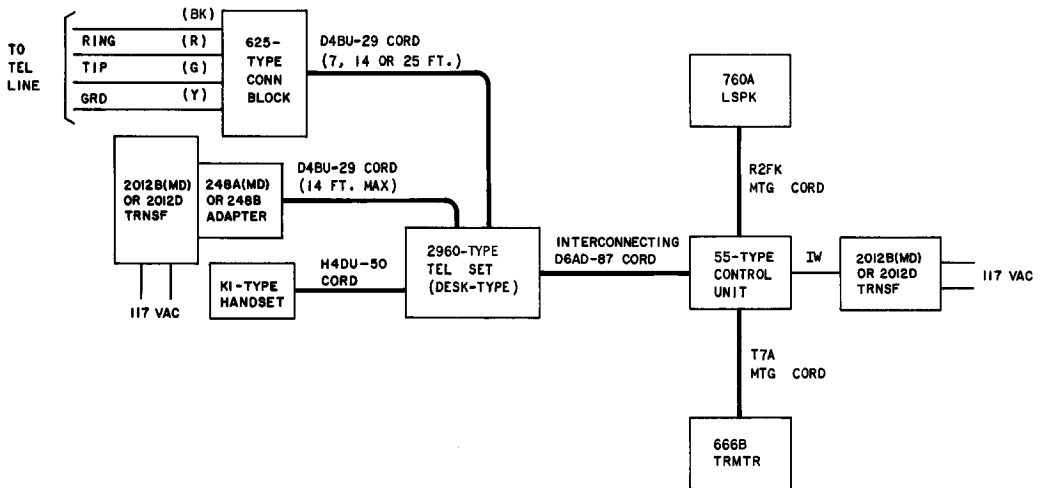 TO
TEL
LINE
(BK)
RING (R)
TIP (G)
GRD (Y)
625-
TYPE
CONN
BLOCK
D4BU-29 CORD
(7, 14 OR 25 FT.)
2012B(MD)
OR 2012D
TRNSF
248A(MD)
OR 248B
ADAPTER
D4BU-29 CORD
(14 FT. MAX)
117 VAC
K1-TYPE
HANDSET
H4DU-50
CORD
2960-TYPE
TEL SET
(DESK-TYPE)
INTERCONNECTING
D6AD-87 CORD
760A
LSPK
R2FK
MTG CORD
55-TYPE
CONTROL
UNIT
IW
2012B(MD)
OR 2012D
TRNSF
117 VAC
T7A
MTG CORD
666B
TRMTR